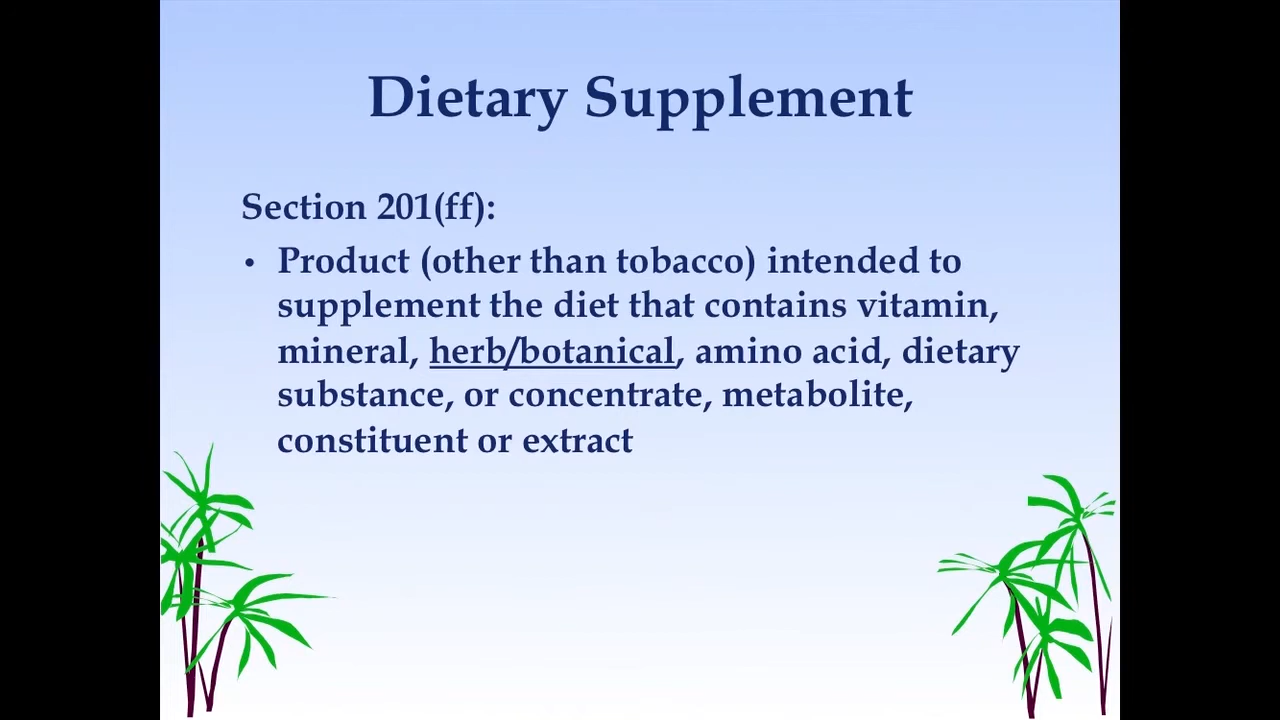 Dietary Supplement
Section 201(ff):
• Product (other than tobacco) intended to
supplement the diet that contains vitamin,
mineral, herb/botanical, amino acid, dietary
substance, or concentrate, metabolite,
constituent or extract